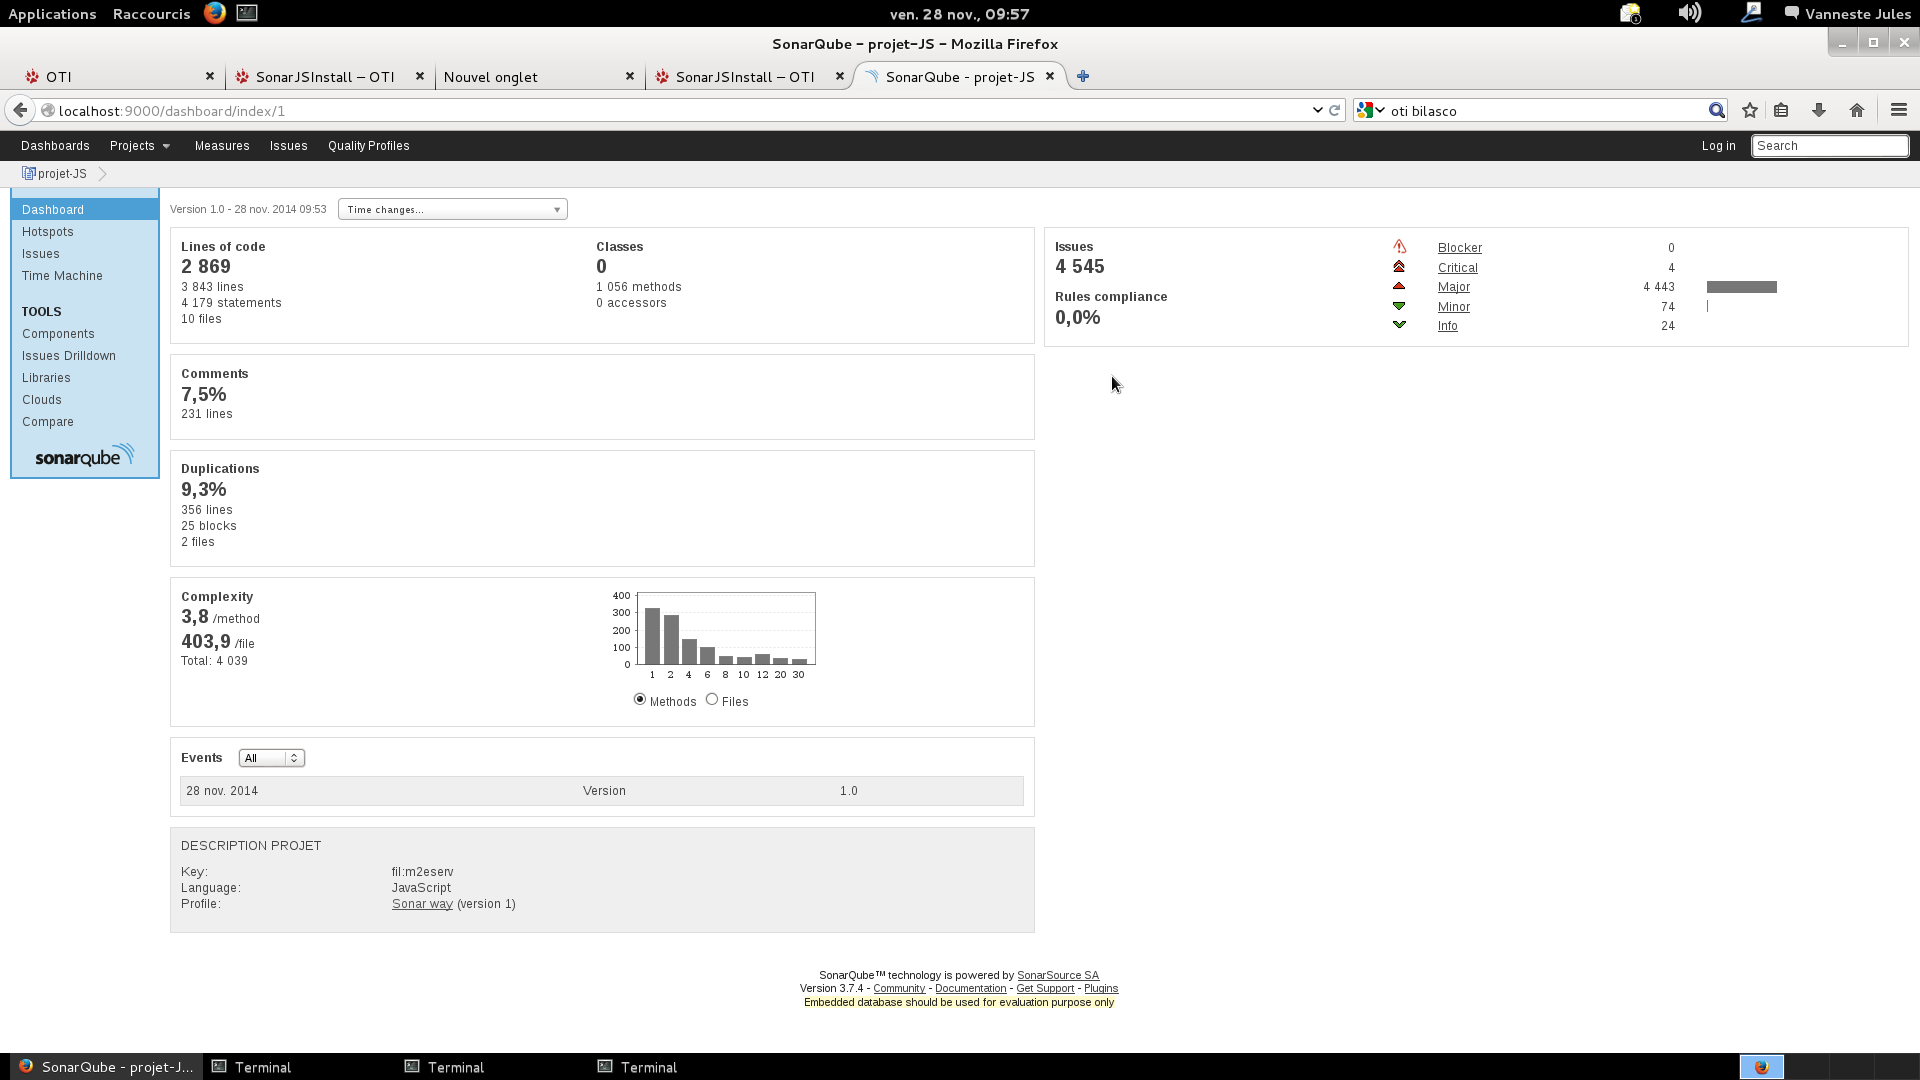 Applications Raccourcis ven. 28 nov., 09:57 1 Vanneste Jules
SonarQube - projet-JS - Mozilla Firefox
OTI SonarJSInstall — OTI Nouvel onglet SonarJSInstall — OTI SonarQube - projet-JS
localhost:9000/dashboard/index/1 oti bilasco
Dashboards Projects Measures Issues Quality Profiles Log in Search
projet-JS
Dashboard
Hotspots
Issues
Time Machine
TOOLS
Components
Issues Drilldown
Libraries
Clouds
Compare
sonarqube
Version 1.0 - 28 nov. 2014 09:53 Time changes...
Lines of code
2 869
3 843 lines
4 179 statements
10 files
Classes
0
1 056 methods
0 accessors
Comments
7,5%
231 lines
Duplications
9,3%
356 lines
25 blocks
2 files
Complexity
3,8 /method
403,9 /file
Total: 4 039
400
300
200
100
0
1 2 4 6 8 10 12 20 30
Methods Files
Events All
28 nov. 2014 Version 1.0
DESCRIPTION PROJET
Key: fil:m2eserv
Language: JavaScript
Profile: Sonar way (version 1)
Issues
4 545
Rules compliance
0,0%
Blocker 0
Critical 4
Major 4 443
Minor 74
Info 24
SonarQube™ technology is powered by SonarSource SA
Version 3.7.4 - Community - Documentation - Get Support - Plugins
Embedded database should be used for evaluation purpose only
SonarQube - projet-J... Terminal Terminal Terminal